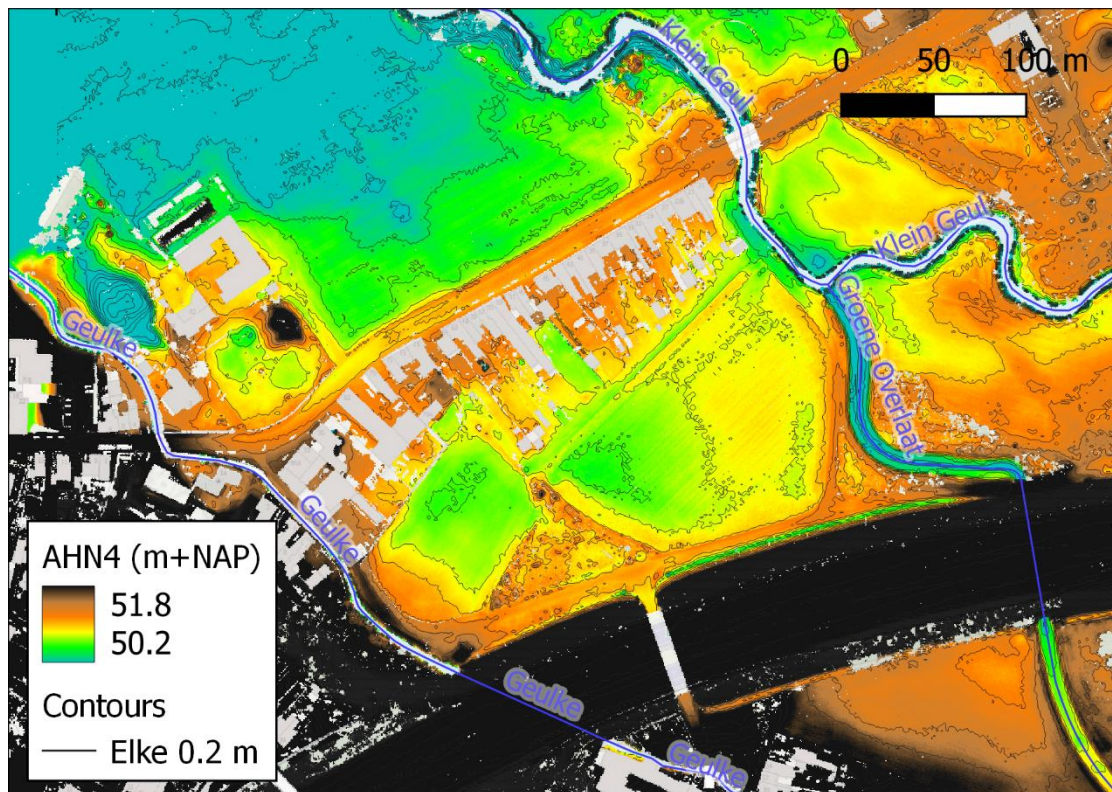 Klein Geul
0 50 100 m
Klein Geul
Groene Overlaat
Geulke
Geulke
Geulke
Geulke
AHN4 (m+NAP)
51.8
50.2
Contours
Elke 0.2 m